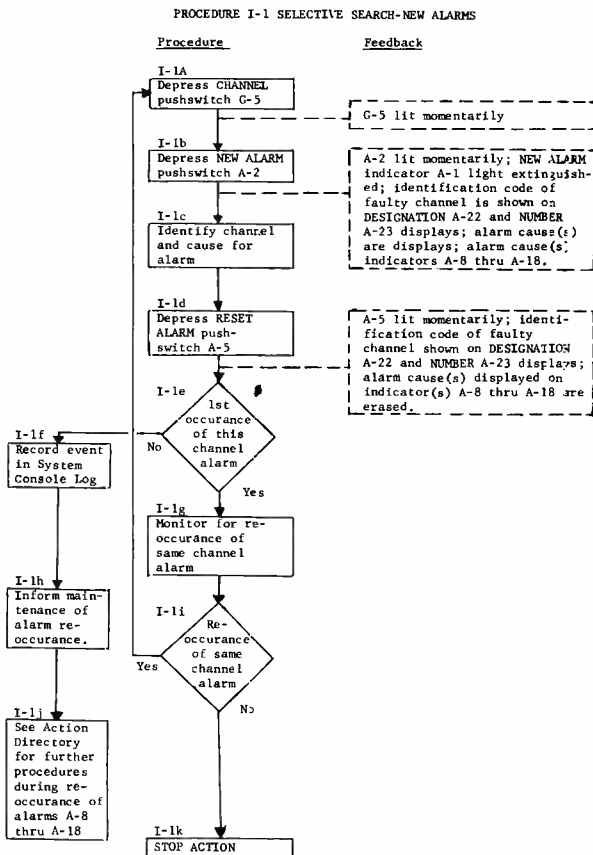 PROCEDURE I-1 SELECTIVE SEARCH-NEW ALARMS
Procedure
Feedback
I-1A
Depress CHANNEL
pushswitch G-5
G-5 lit momentarily
I-1b
Depress NEW ALARM
pushswitch A-2
A-2 lit momentarily; NEW ALARM
indicator A-1 light extinguish-
ed; identification code of
faulty channel is shown on
DESIGNATION A-22 and NUMBER
A-23 displays; alarm cause(s)
are displays; alarm cause(s)
indicators A-8 thru A-18.
I-1c
Identify channel
and cause for
alarm
I-1d
Depress RESET
ALARM push-
switch A-5
A-5 lit momentarily; identi-
fication code of faulty
channel shown on DESIGNATION
A-22 and NUMBER A-23 displays;
alarm cause(s) displayed on
indicator(s) A-8 thru A-18 are
erased.
I-1e
1st
occurance
of this
channel
alarm
No
Yes
I-1f
Record event
in System
Console Log
I-1g
Monitor for re-
occurance of
same channel
alarm
I-1h
Inform main-
tenance of
alarm re-
occurance.
I-1i
Re-
occurance
of same
channel
alarm
Yes
No
I-1j
See Action
Directory
for further
procedures
during re-
occurance of
alarms A-8
thru A-18
I-1k
STOP ACTION